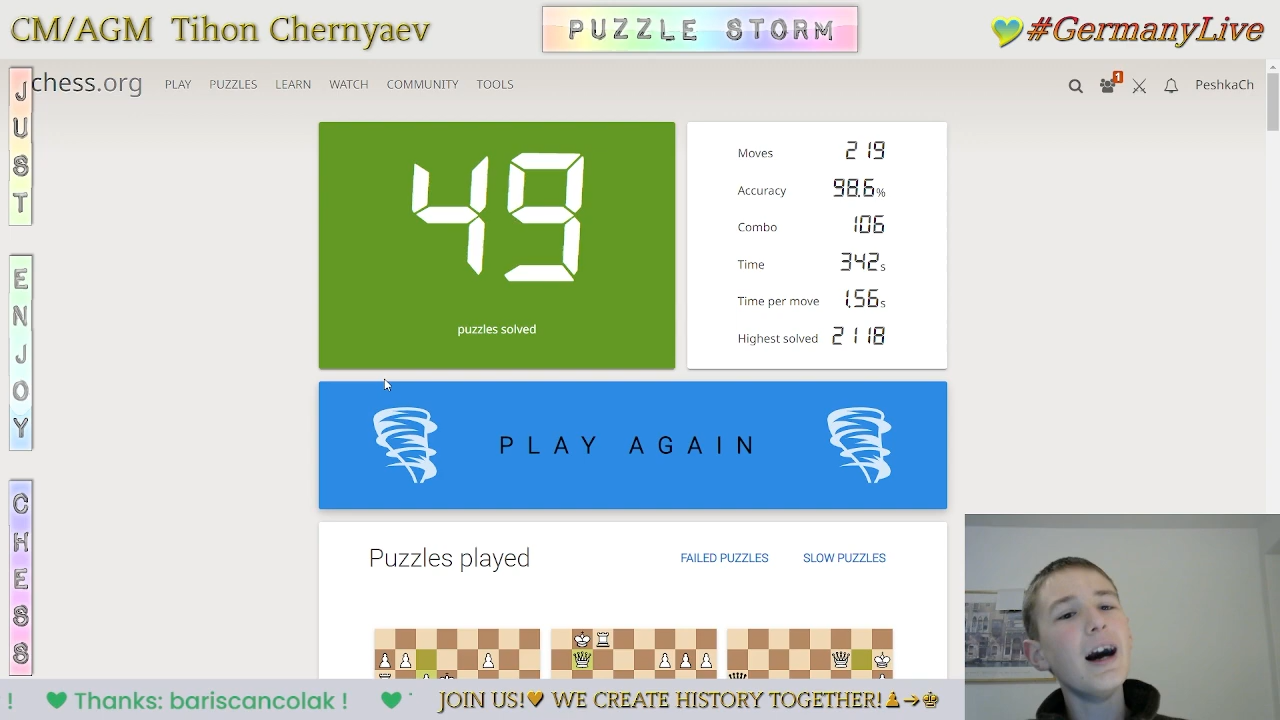 CM/AGM Tihon Chernyaev
PUZZLE STORM
💚#GermanyLive
chess.org
PLAY
PUZZLES
LEARN
WATCH
COMMUNITY
TOOLS
1
PeshkaCh
JUST
ENJOY
CHESS
49
puzzles solved
Moves 219
Accuracy 98.6%
Combo 106
Time 342s
Time per move 1.56s
Highest solved 2118
PLAY AGAIN
Puzzles played
FAILED PUZZLES
SLOW PUZZLES
! 💚 Thanks: bariscancolak ! 💚
JOIN US!🧡 WE CREATE HISTORY TOGETHER!♟→♚